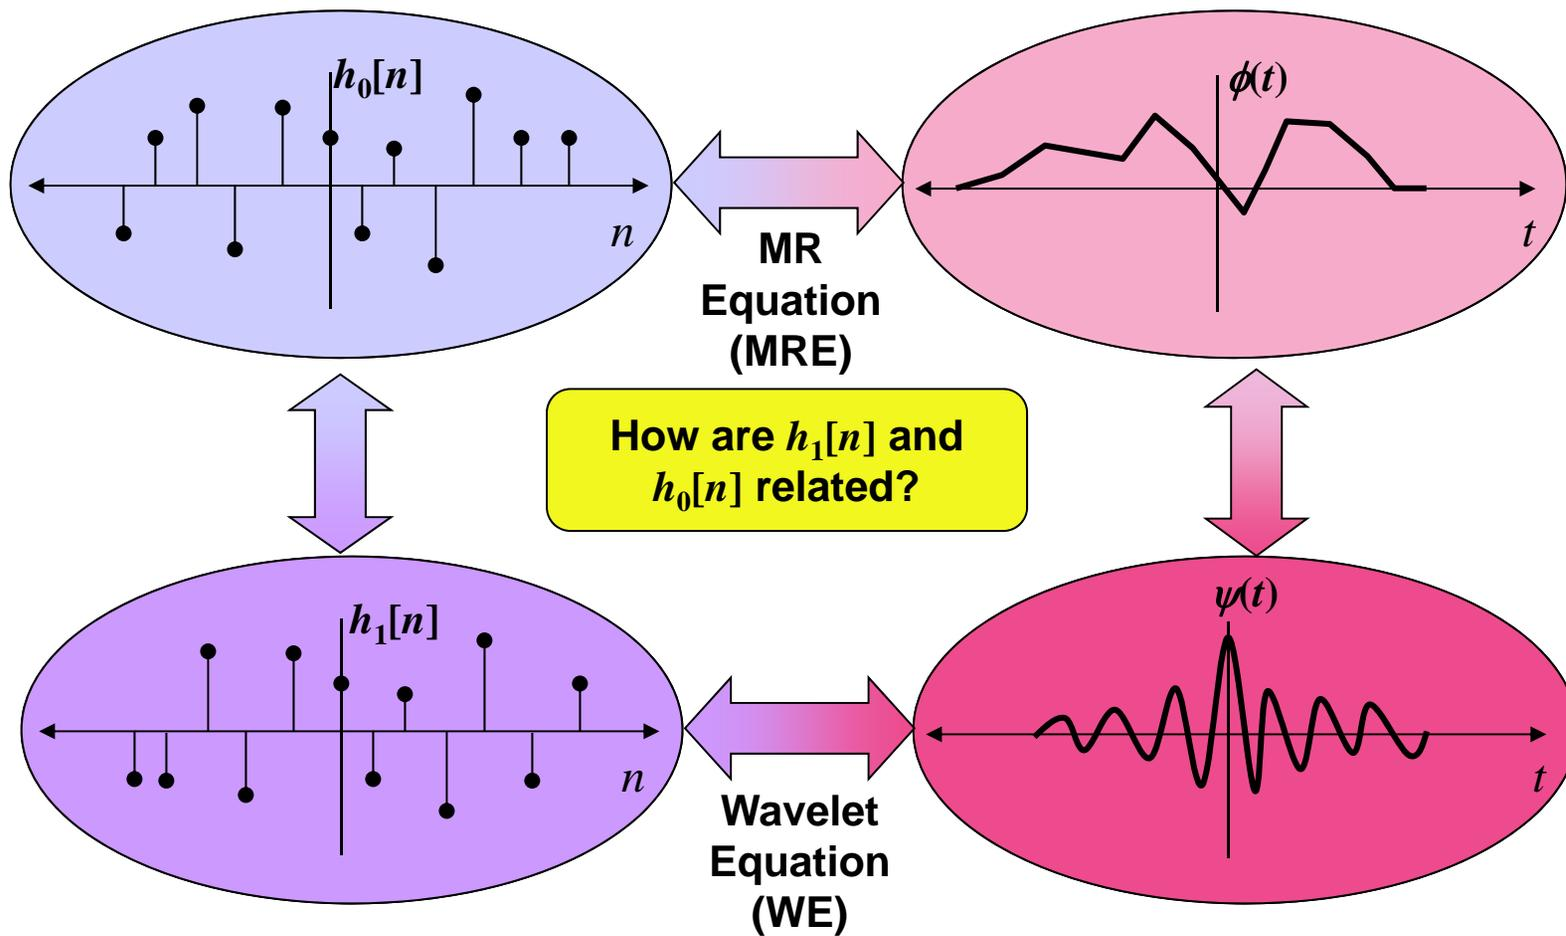 h₀[n]
n
ϕ(t)
t
MR
Equation
(MRE)
How are h₁[n] and
h₀[n] related?
h₁[n]
n
ψ(t)
t
Wavelet
Equation
(WE)